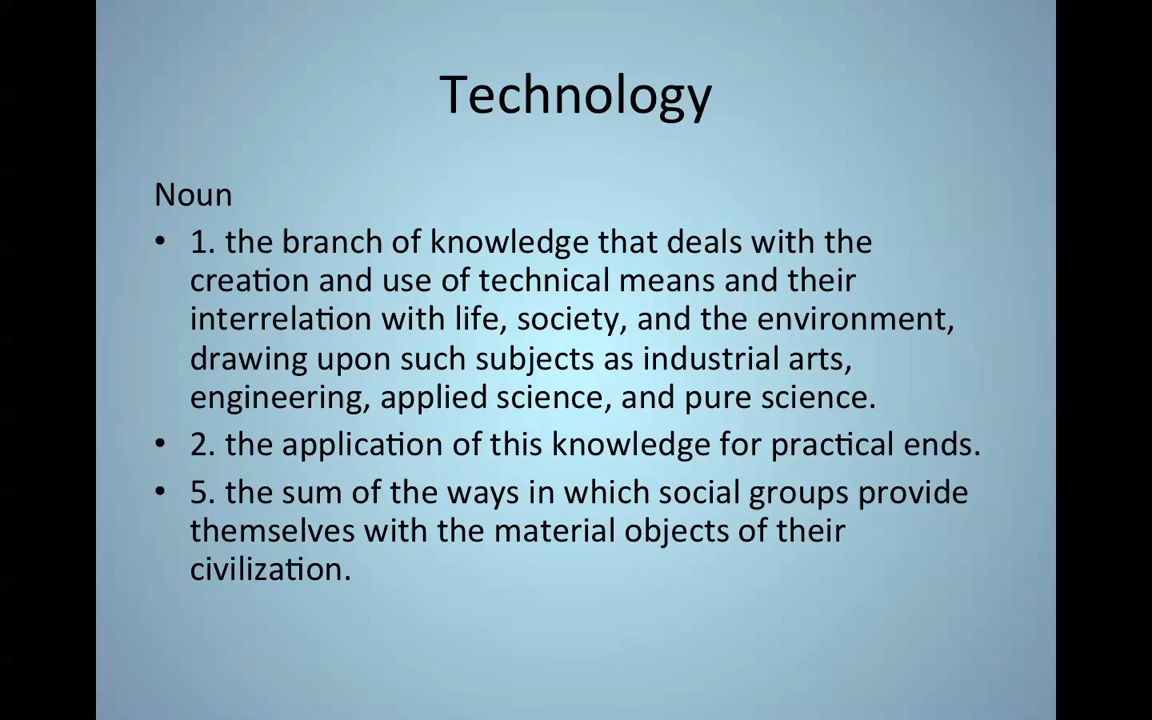 Technology
Noun
• 1. the branch of knowledge that deals with the
creation and use of technical means and their
interrelation with life, society, and the environment,
drawing upon such subjects as industrial arts,
engineering, applied science, and pure science.
• 2. the application of this knowledge for practical ends.
• 5. the sum of the ways in which social groups provide
themselves with the material objects of their
civilization.